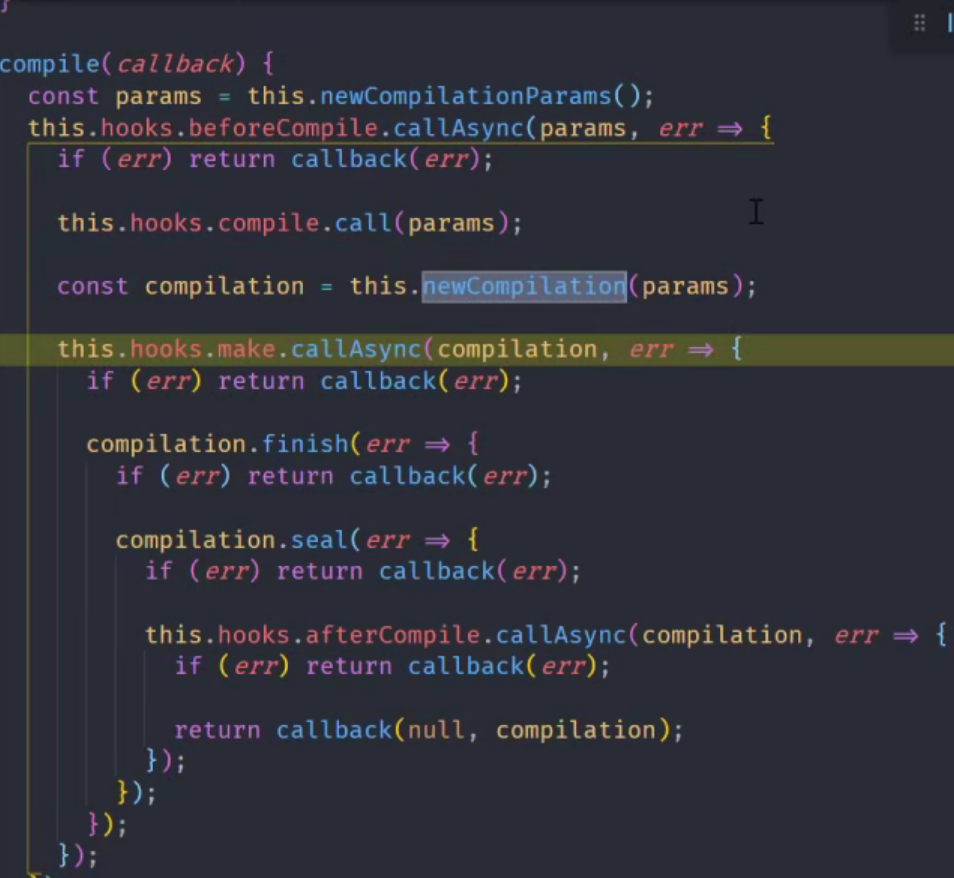 }
compile(callback) {
const params = this.newCompilationParams();
this.hooks.beforeCompile.callAsync(params, err => {
if (err) return callback(err);
this.hooks.compile.call(params);
const compilation = this.newCompilation(params);
this.hooks.make.callAsync(compilation, err => {
if (err) return callback(err);
compilation.finish(err => {
if (err) return callback(err);
compilation.seal(err => {
if (err) return callback(err);
this.hooks.afterCompile.callAsync(compilation, err => {
if (err) return callback(err);
return callback(null, compilation);
});
});
});
});